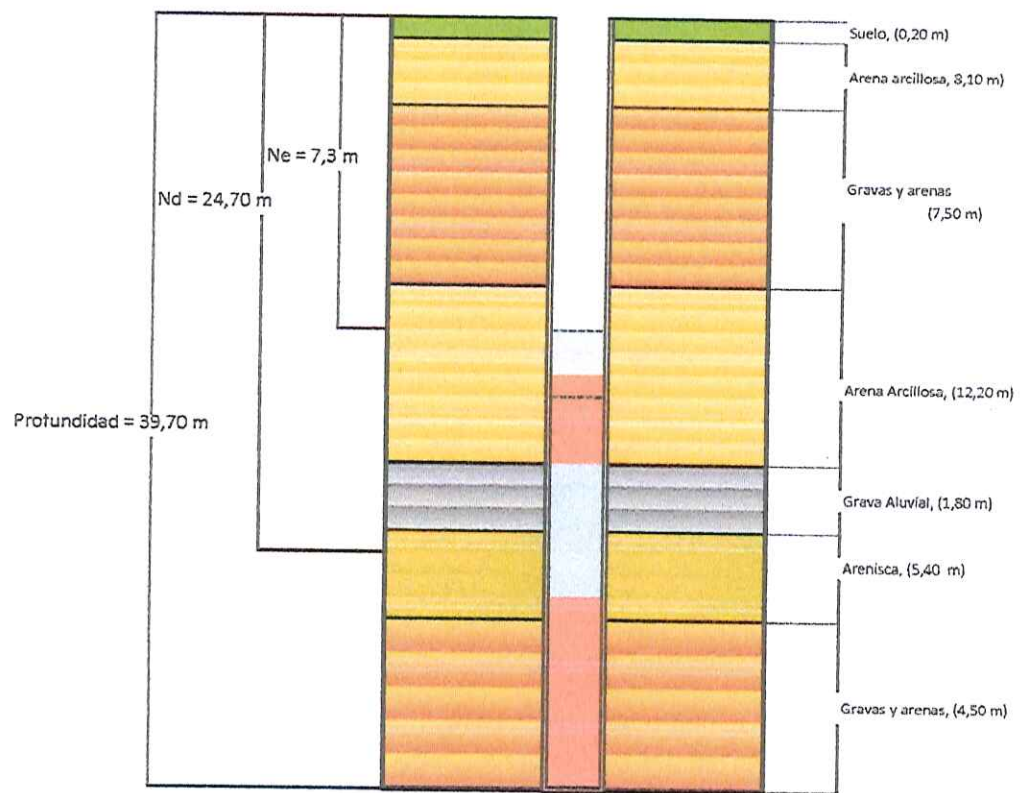 Suelo, (0,20 m)
Arena arcillosa, 8,10 m)
Ne = 7,3 m
Nd = 24,70 m
Gravas y arenas
(7,50 m)
Protundidad = 39,70 m
Arena Arcillosa, (12,20 m)
Grava Aluvial, (1,80 m)
Arenisca, (5,40 m)
Gravas y arenas, (4,50 m)